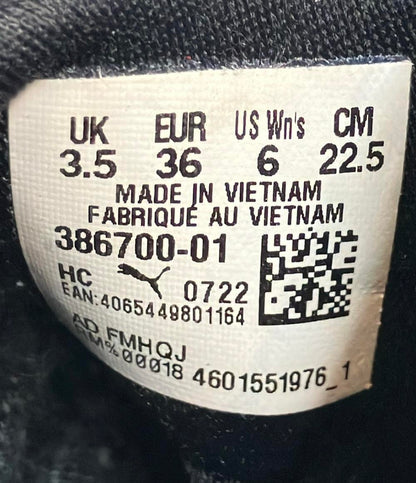 UK EUR US Wn's CM
3.5 36 6 22.5
MADE IN VIETNAM
FABRIQUÉ AU VIETNAM
386700-01
HC 0722
EAN:4065449801164
AD FMHQJ
M%00018 4601551976_1